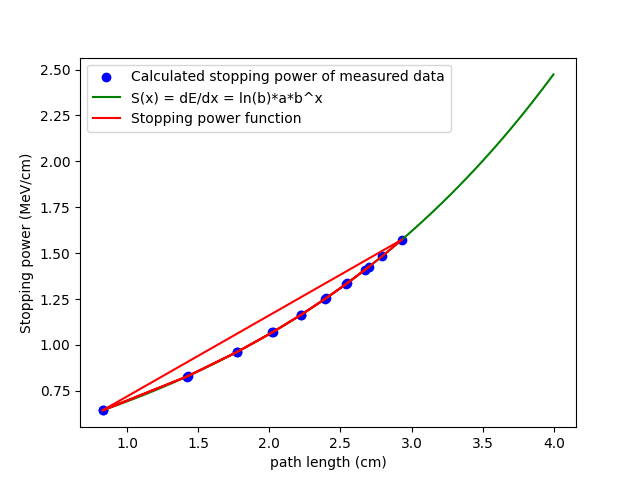 Calculated stopping power of measured data
S(x) = dE/dx = ln(b)*a*b^x
Stopping power function
Stopping power (MeV/cm)
2.50
2.25
2.00
1.75
1.50
1.25
1.00
0.75
1.0 1.5 2.0 2.5 3.0 3.5 4.0
path length (cm)